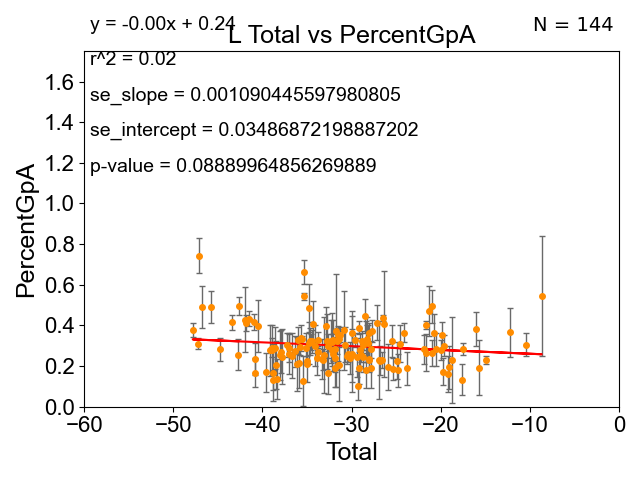 y = -0.00x + 0.24
L Total vs PercentGpA
N = 144
r^2 = 0.02
se_slope = 0.001090445597980805
se_intercept = 0.03486872198887202
p-value = 0.08889964856269889
PercentGpA
1.6
1.4
1.2
1.0
0.8
0.6
0.4
0.2
0.0
−60 −50 −40 −30 −20 −10 0
Total